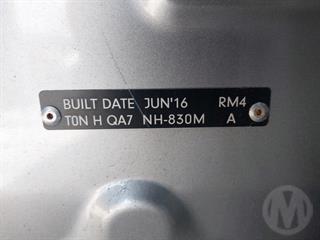 BUILT DATE JUN'16 RM4
T0N H QA7 NH-830M A
M